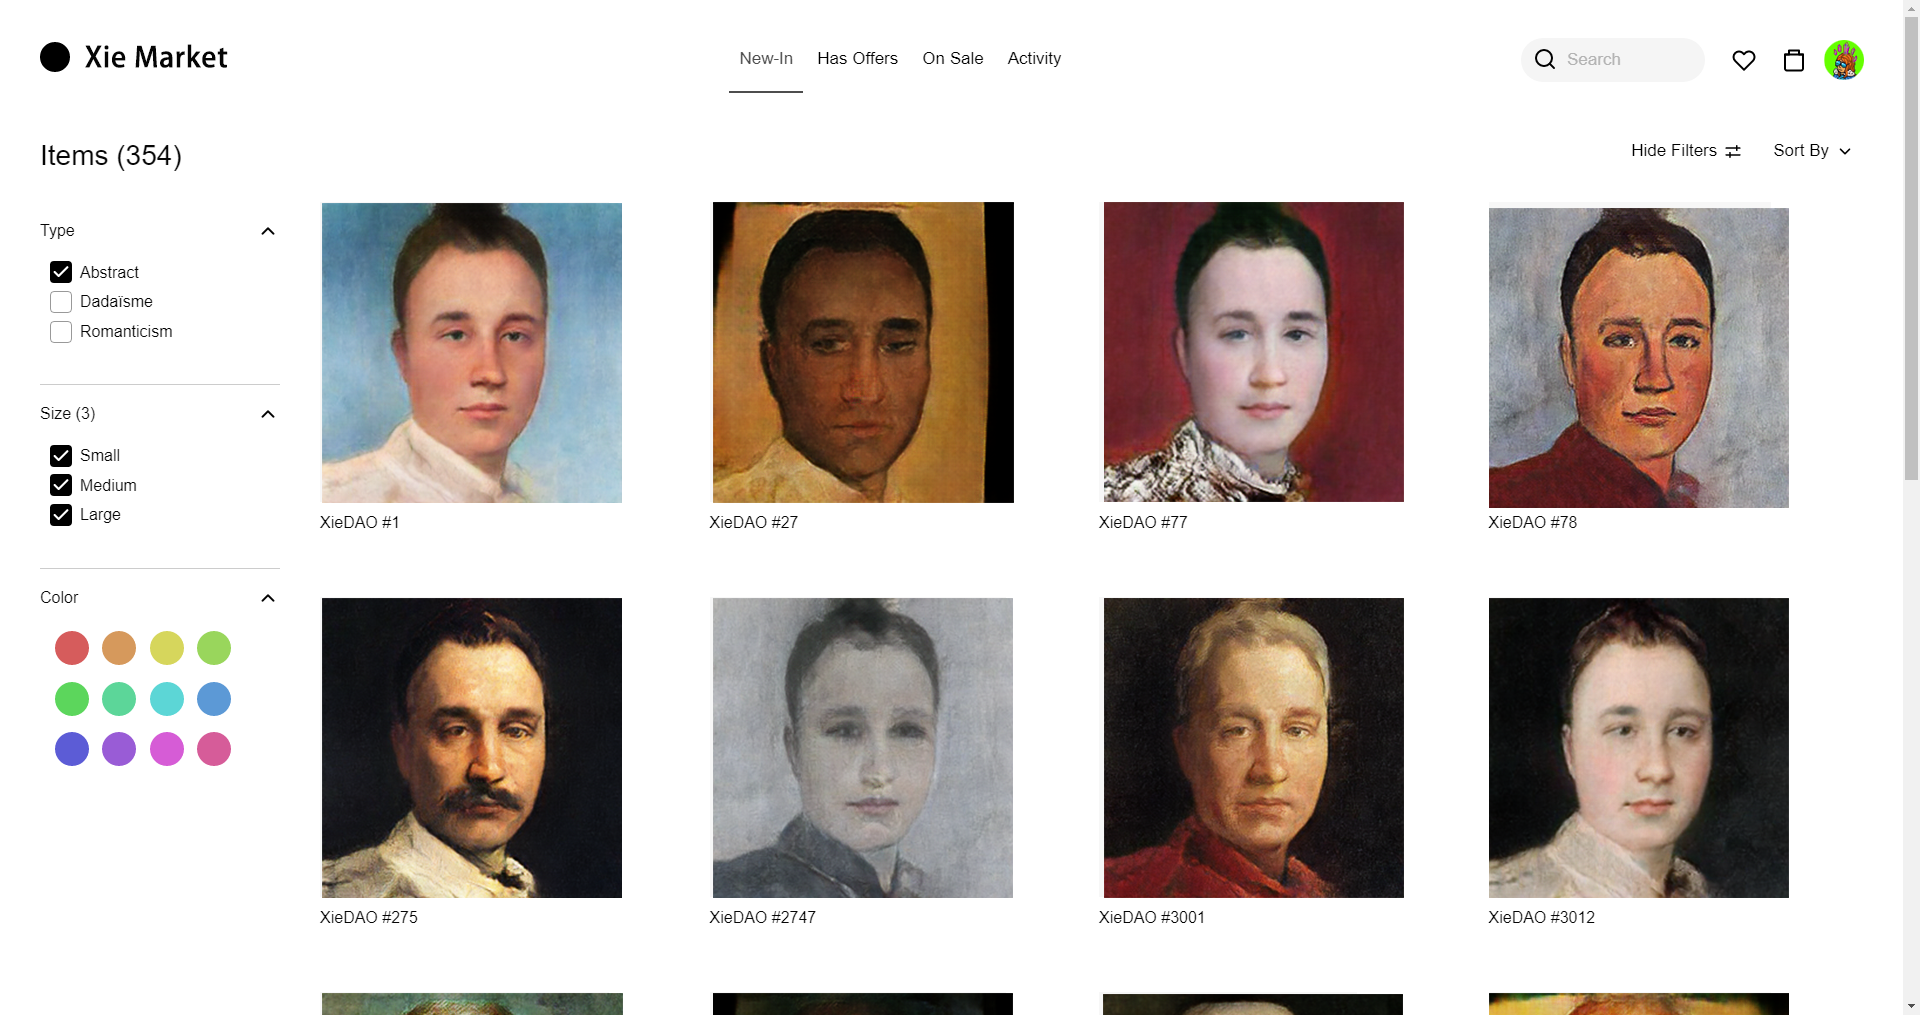 Xie Market
New-In Has Offers On Sale Activity
Search
Items (354)
Hide Filters
Sort By
Type
Abstract
Dadaïsme
Romanticism
Size (3)
Small
Medium
Large
Color
XieDAO #1
XieDAO #27
XieDAO #77
XieDAO #78
XieDAO #275
XieDAO #2747
XieDAO #3001
XieDAO #3012